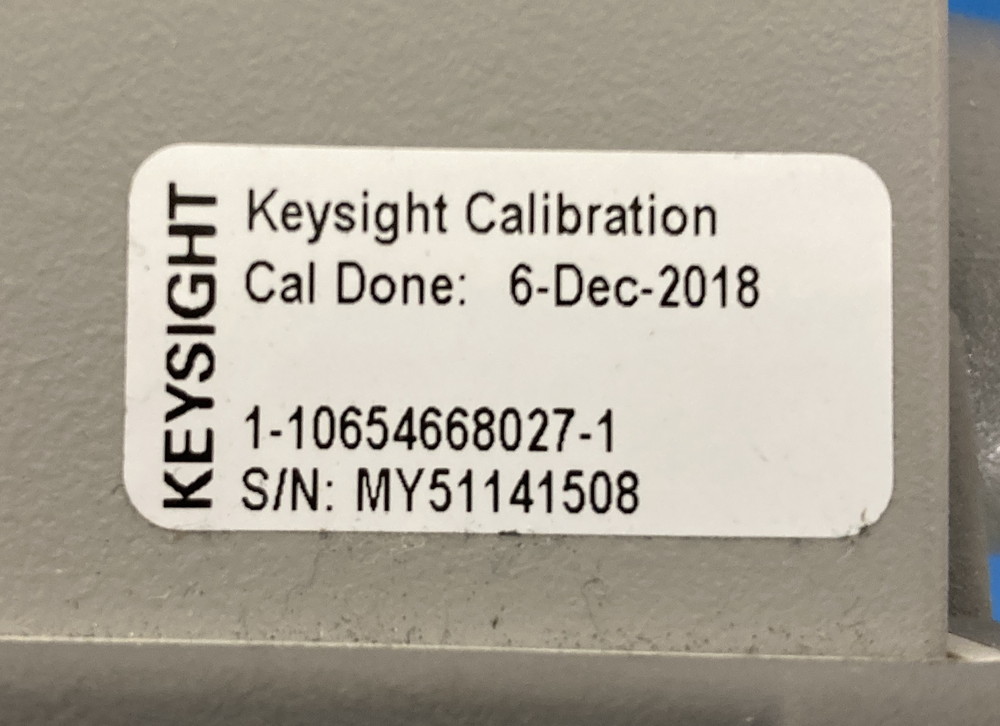 KEYSIGHT
Keysight Calibration
Cal Done: 6-Dec-2018
1-10654668027-1
S/N: MY51141508